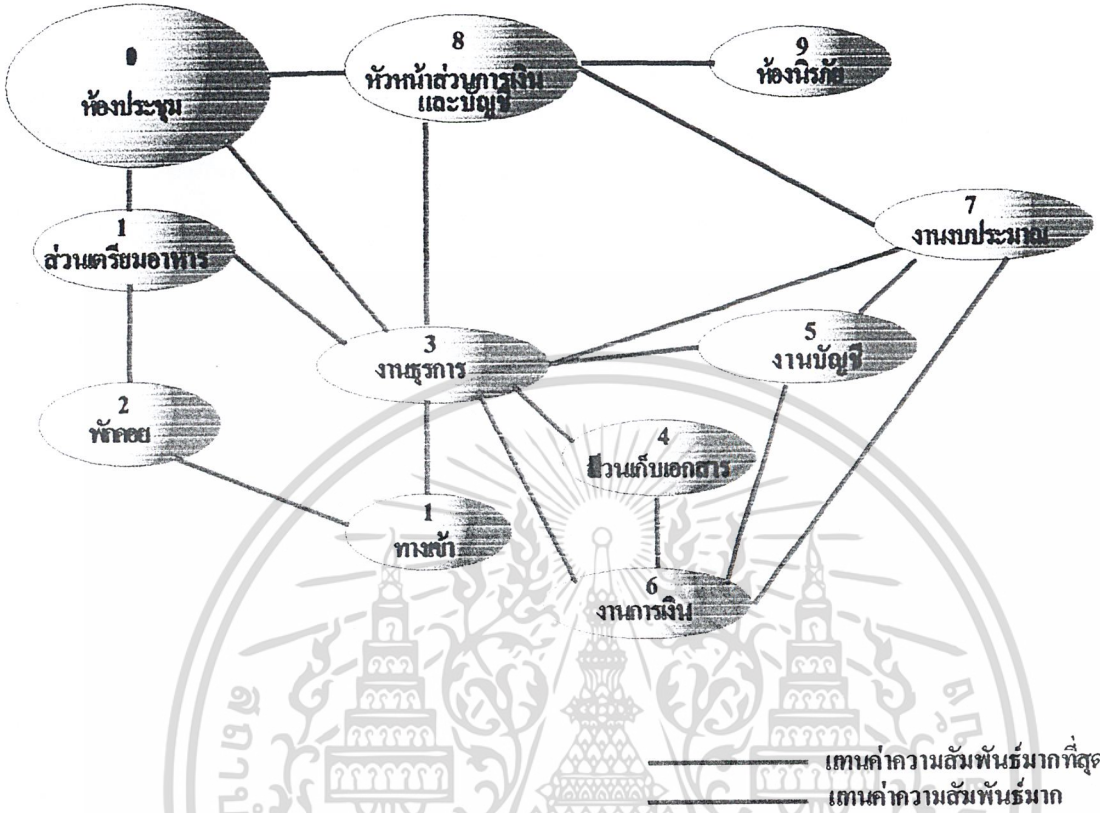 0
ห้องประชุม
8
หัวหน้าส่วนการเงิน
และบัญชี
9
ห้องนิรภัย
1
ส่วนเตรียมอาหาร
7
งานงบประมาณ
3
งานธุรการ
5
งานบัญชี
2
พักคอย
4
ส่วนเก็บเอกสาร
1
ทางเข้า
6
งานการเงิน
แทนค่าความสัมพันธ์มากที่สุด
แทนค่าความสัมพันธ์มาก